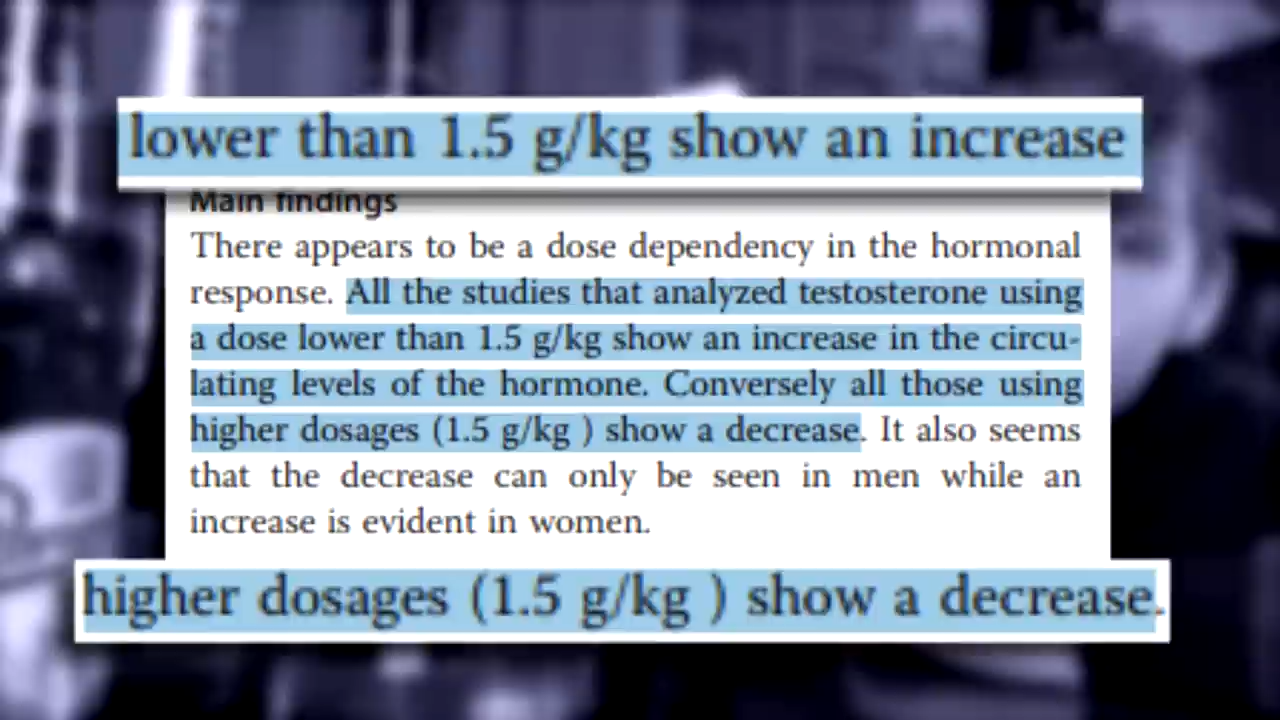 lower than 1.5 g/kg show an increase
Main findings
There appears to be a dose dependency in the hormonal
response. All the studies that analyzed testosterone using
a dose lower than 1.5 g/kg show an increase in the circu-
lating levels of the hormone. Conversely all those using
higher dosages (1.5 g/kg ) show a decrease. It also seems
that the decrease can only be seen in men while an
increase is evident in women.
higher dosages (1.5 g/kg ) show a decrease.